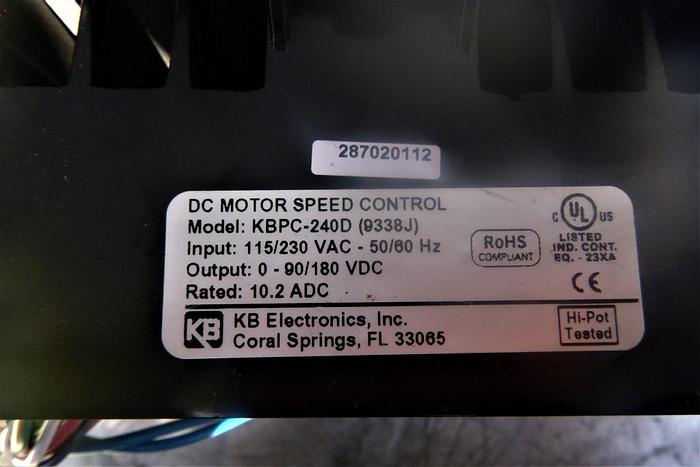 287020112
DC MOTOR SPEED CONTROL
Model: KBPC-240D (9338J)
Input: 115/230 VAC - 50/60 Hz
Output: 0 - 90/180 VDC
Rated: 10.2 ADC
RoHS
COMPLIANT
C UL US
LISTED
IND. CONT.
EQ. - 23XA
CE
KB KB Electronics, Inc.
Coral Springs, FL 33065
Hi-Pot
Tested